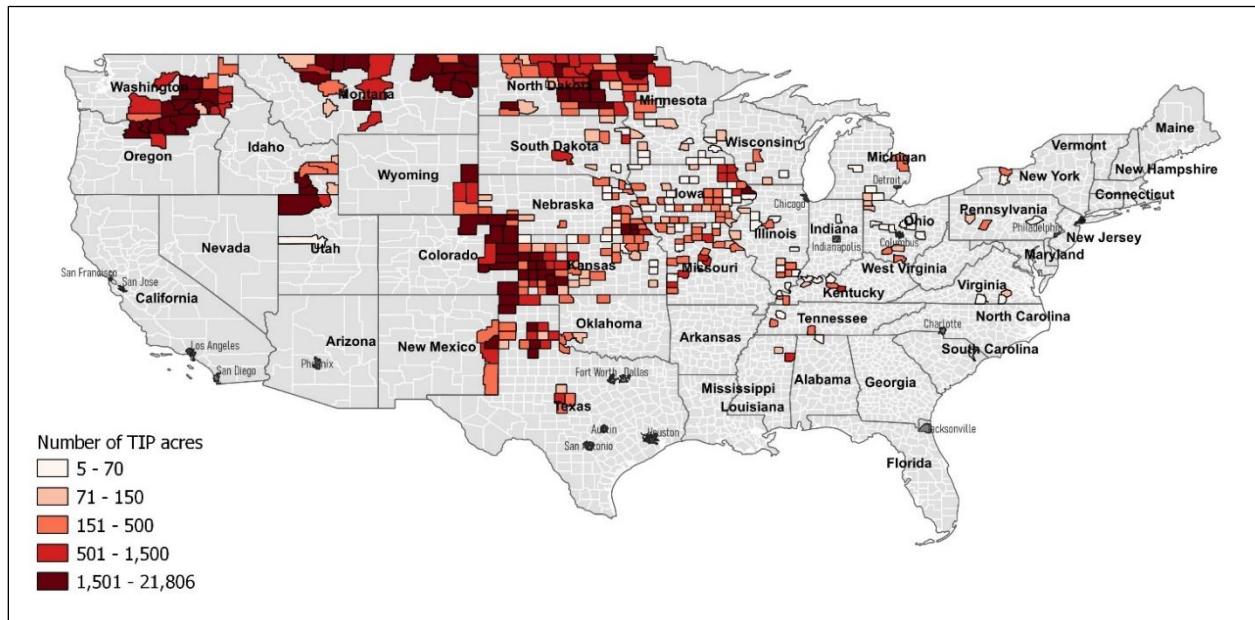 Washington
Montana
North Dakota
Minnesota
Maine
Oregon
Idaho
South Dakota
Wisconsin
Michigan
Vermont
New Hampshire
Wyoming
New York
Detroit
Connecticut
Nebraska
Iowa
Chicago
Pennsylvania
Nevada
Utah
Illinois
Indiana
Ohio
Philadelphia
New Jersey
Colorado
Indianapolis
Columbus
Maryland
San Francisco
San Jose
Kansas
Missouri
West Virginia
California
Kentucky
Virginia
Oklahoma
Tennessee
North Carolina
Los Angeles
Arizona
New Mexico
Arkansas
Charlotte
San Diego
Phoenix
South Carolina
Fort Worth
Dallas
Mississippi
Alabama
Georgia
Texas
Louisiana
Austin
Houston
Jacksonville
San Antonio
Florida
Number of TIP acres
5 - 70
71 - 150
151 - 500
501 - 1,500
1,501 - 21,806